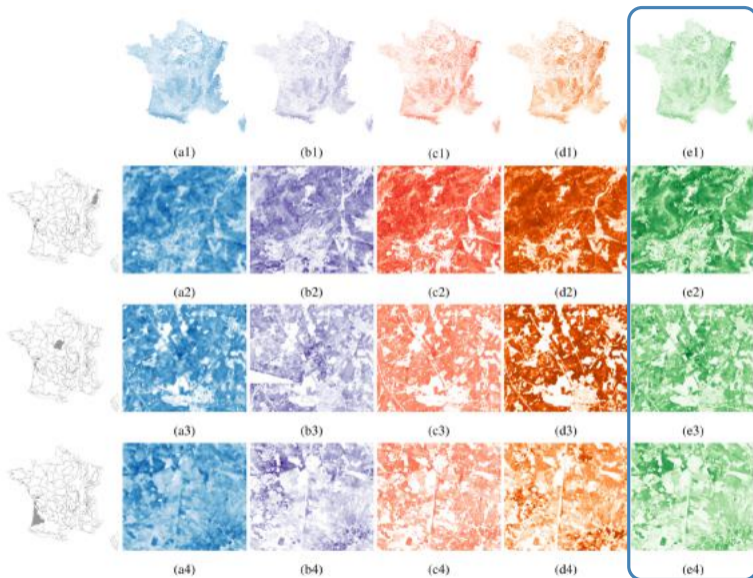 (a1) (b1) (c1) (d1) (e1)
(a2) (b2) (c2) (d2) (e2)
(a3) (b3) (c3) (d3) (e3)
(a4) (b4) (c4) (d4) (e4)